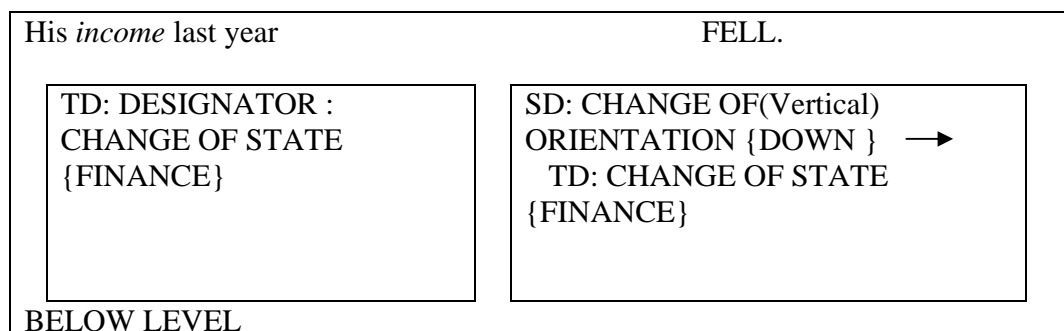 His income last year FELL.
TD: DESIGNATOR :
CHANGE OF STATE
{FINANCE}
SD: CHANGE OF(Vertical)
ORIENTATION {DOWN } →
TD: CHANGE OF STATE
{FINANCE}
BELOW LEVEL